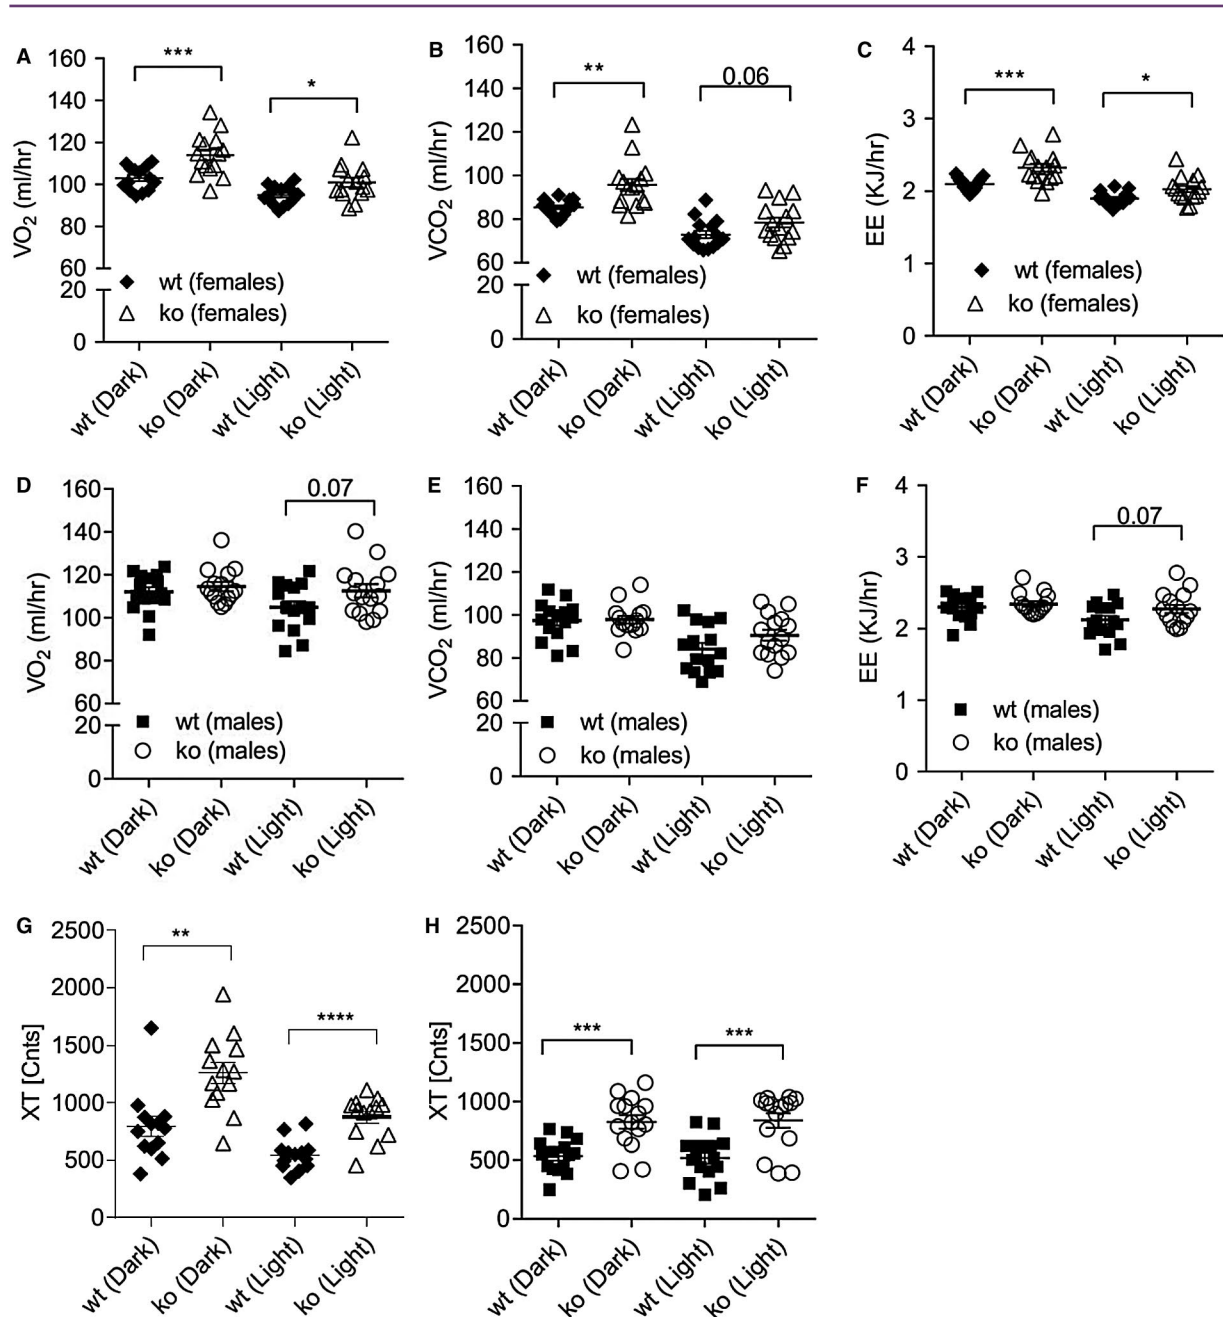 A
160
140
120
100
80
60
20
0
VO2 (ml/hr)
***
*
wt (females)
ko (females)
wt (Dark)
ko (Dark)
wt (Light)
ko (Light)
B
160
140
120
100
80
60
20
0
VCO2 (ml/hr)
**
0.06
wt (females)
ko (females)
wt (Dark)
ko (Dark)
wt (Light)
ko (Light)
C
4
3
2
1
0
EE (KJ/hr)
***
*
wt (females)
ko (females)
wt (Dark)
ko (Dark)
wt (Light)
ko (Light)
D
160
140
120
100
80
60
20
0
VO2 (ml/hr)
0.07
wt (males)
ko (males)
wt (Dark)
ko (Dark)
wt (Light)
ko (Light)
E
160
140
120
100
80
60
20
0
VCO2 (ml/hr)
wt (males)
ko (males)
wt (Dark)
ko (Dark)
wt (Light)
ko (Light)
F
4
3
2
1
0
EE (KJ/hr)
0.07
wt (males)
ko (males)
wt (Dark)
ko (Dark)
wt (Light)
ko (Light)
G
2500
2000
1500
1000
500
0
XT [Cnts]
**
****
wt (Dark)
ko (Dark)
wt (Light)
ko (Light)
H
2500
2000
1500
1000
500
0
XT [Cnts]
***
***
wt (Dark)
ko (Dark)
wt (Light)
ko (Light)